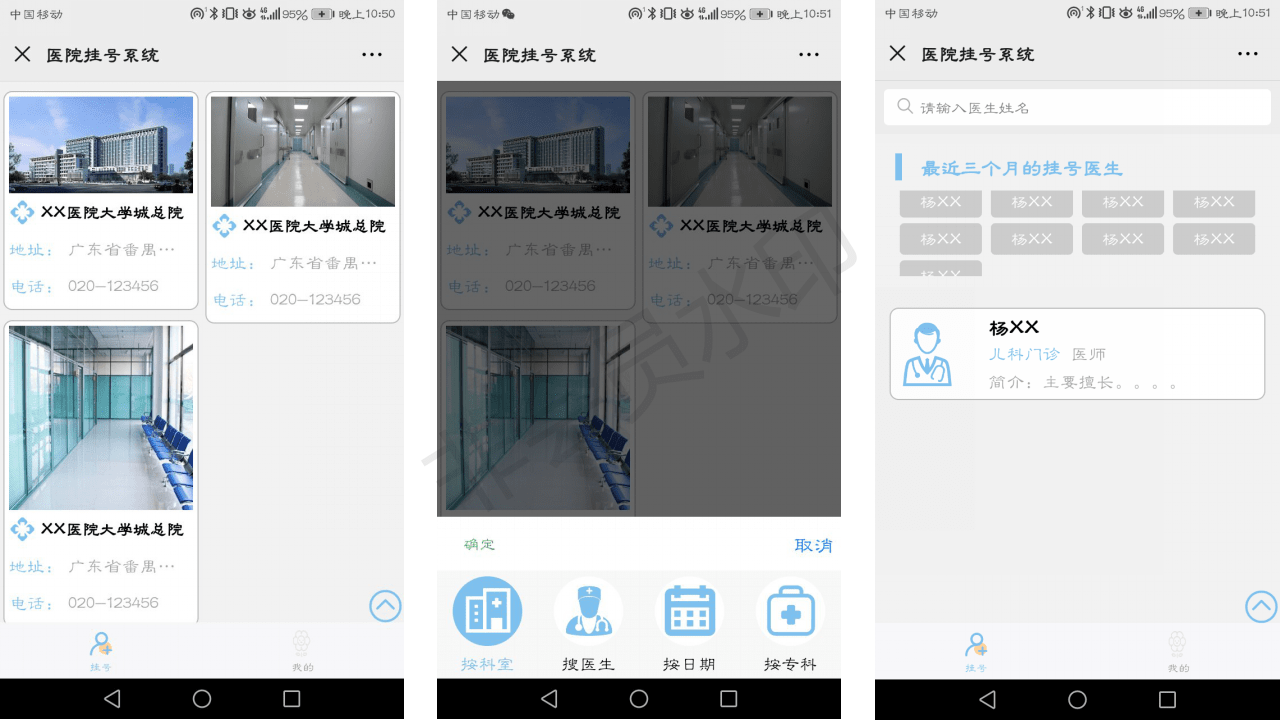 中国移动
95%
晚上10:50
医院挂号系统
XX医院大学城总院
地址： 广东省番禺…
电话： 020-123456
XX医院大学城总院
地址： 广东省番禺…
电话： 020-123456
XX医院大学城总院
地址： 广东省番禺…
电话： 020-123456
挂号
我的
中国移动
95%
晚上10:51
医院挂号系统
XX医院大学城总院
地址： 广东省番禺…
电话： 020-123456
XX医院大学城总院
地址： 广东省番禺…
电话： 020-123456
确定
取消
按科室
搜医生
按日期
按专科
中国移动
95%
晚上10:51
医院挂号系统
请输入医生姓名
最近三个月的挂号医生
杨XX 杨XX 杨XX 杨XX
杨XX 杨XX 杨XX 杨XX
杨XX
杨XX
儿科门诊 医师
简介：主要擅长。。。。
挂号
我的